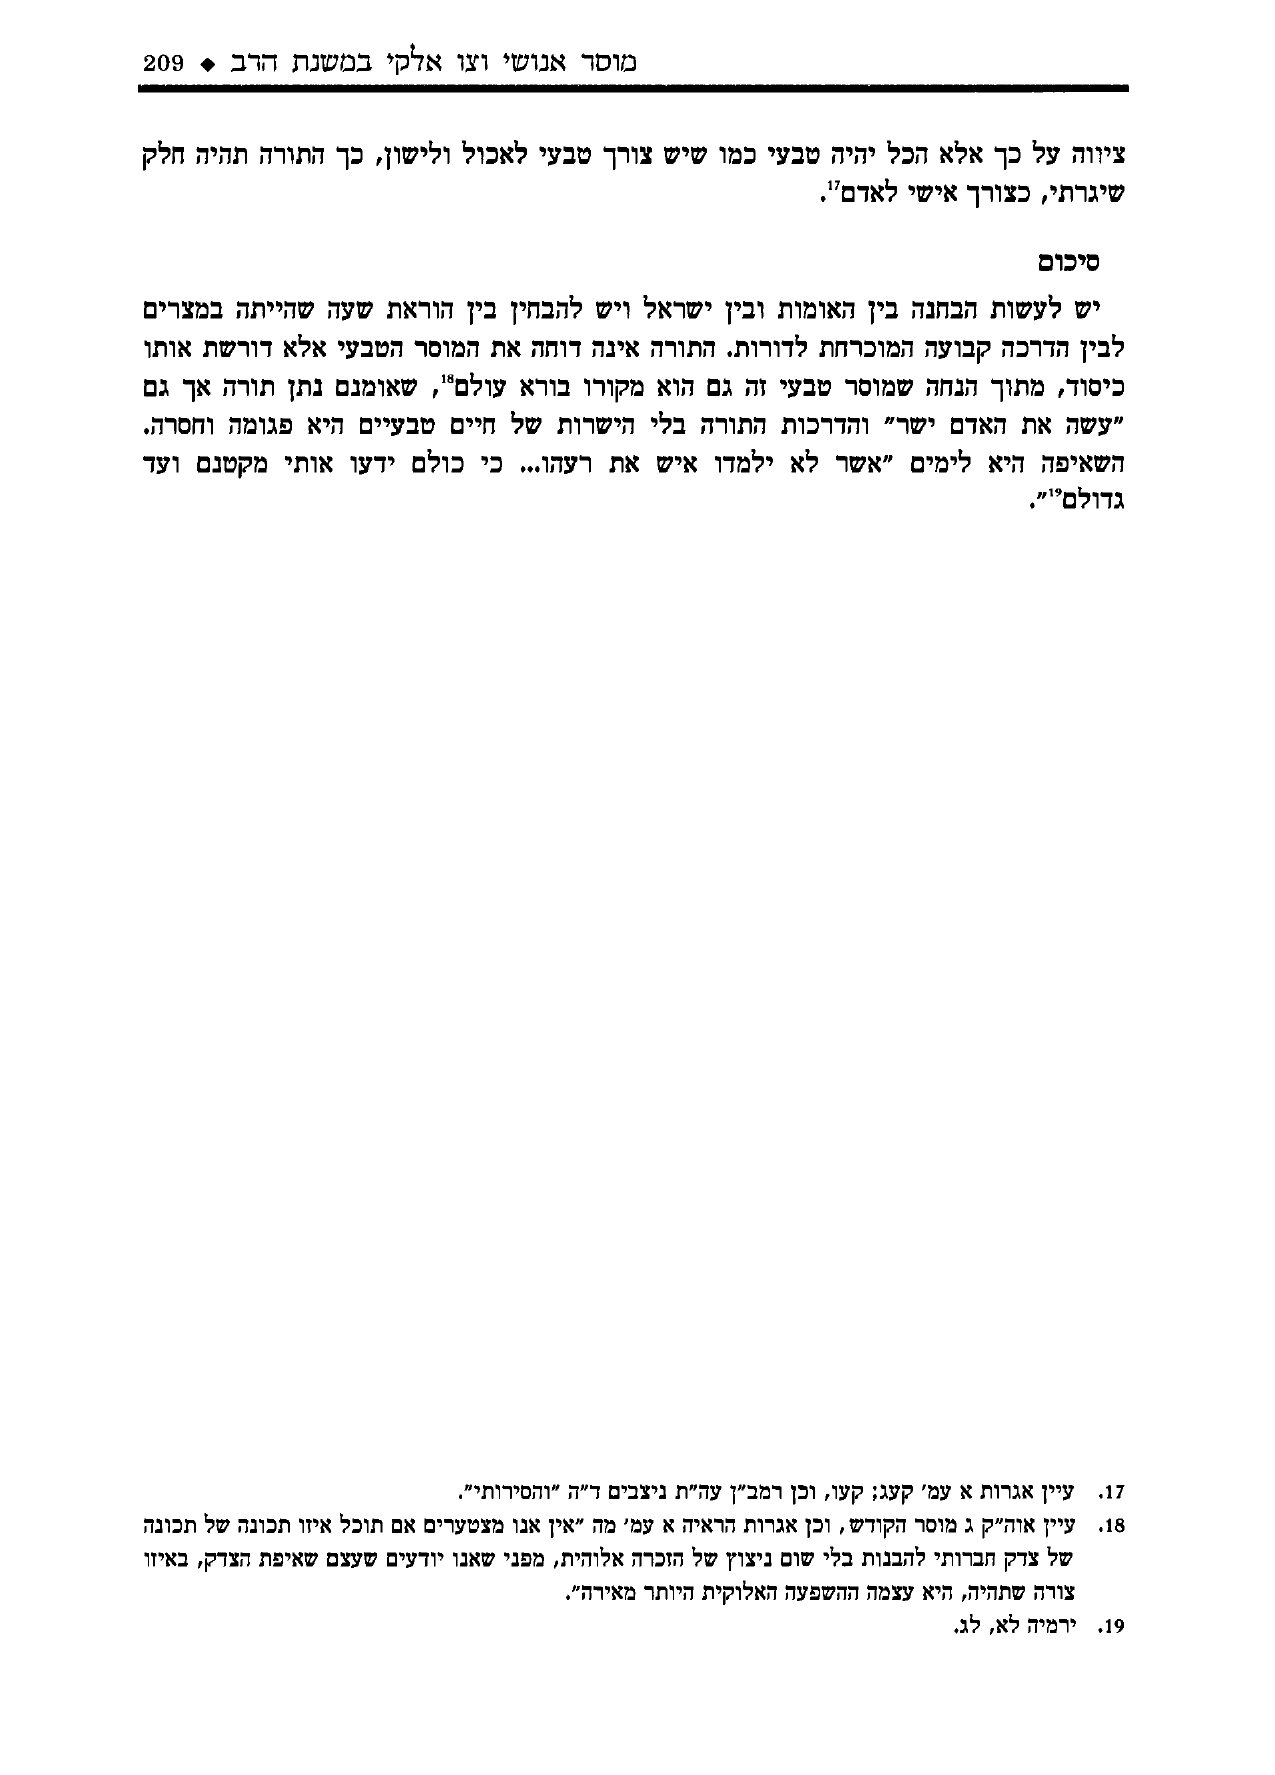 מוסר אנושי וצו אלקי במשנת הרב ◆ 209
ציווה על כך אלא הכל יהיה טבעי כמו שיש צורך טבעי לאכול ולישון, כך התורה תהיה חלק
שיגרתי, כצורך אישי לאדם17.
סיכום
יש לעשות הבחנה בין האומות ובין ישראל ויש להבחין בין הוראת שעה שהייתה במצרים
לבין הדרכה קבועה המוכרחת לדורות. התורה אינה דוחה את המוסר הטבעי אלא דורשת אותו
כיסוד, מתוך הנחה שמוסר טבעי זה גם הוא מקורו בורא עולם18, שאומנם נתן תורה אך גם
"עשה את האדם ישר" והדרכות התורה בלי הישרות של חיים טבעיים היא פגומה וחסרה.
השאיפה היא לימים "אשר לא ילמדו איש את רעהו... כי כולם ידעו אותי מקטנם ועד
גדולם19".
17. עיין אגרות א עמ' קעג; קעו, וכן רמב"ן עה"ת ניצבים ד"ה "והסירותי".
18. עיין אוה"ק ג מוסר הקודש, וכן אגרות הראיה א עמ' מה "אין אנו מצטערים אם תוכל איזו תכונה של תכונה
של צדק חברותי להבנות בלי שום ניצוץ של הזכרה אלוהית, מפני שאנו יודעים שעצם שאיפת הצדק, באיזו
צורה שתהיה, היא עצמה ההשפעה האלוקית היותר מאירה".
19. ירמיה לא, לג.